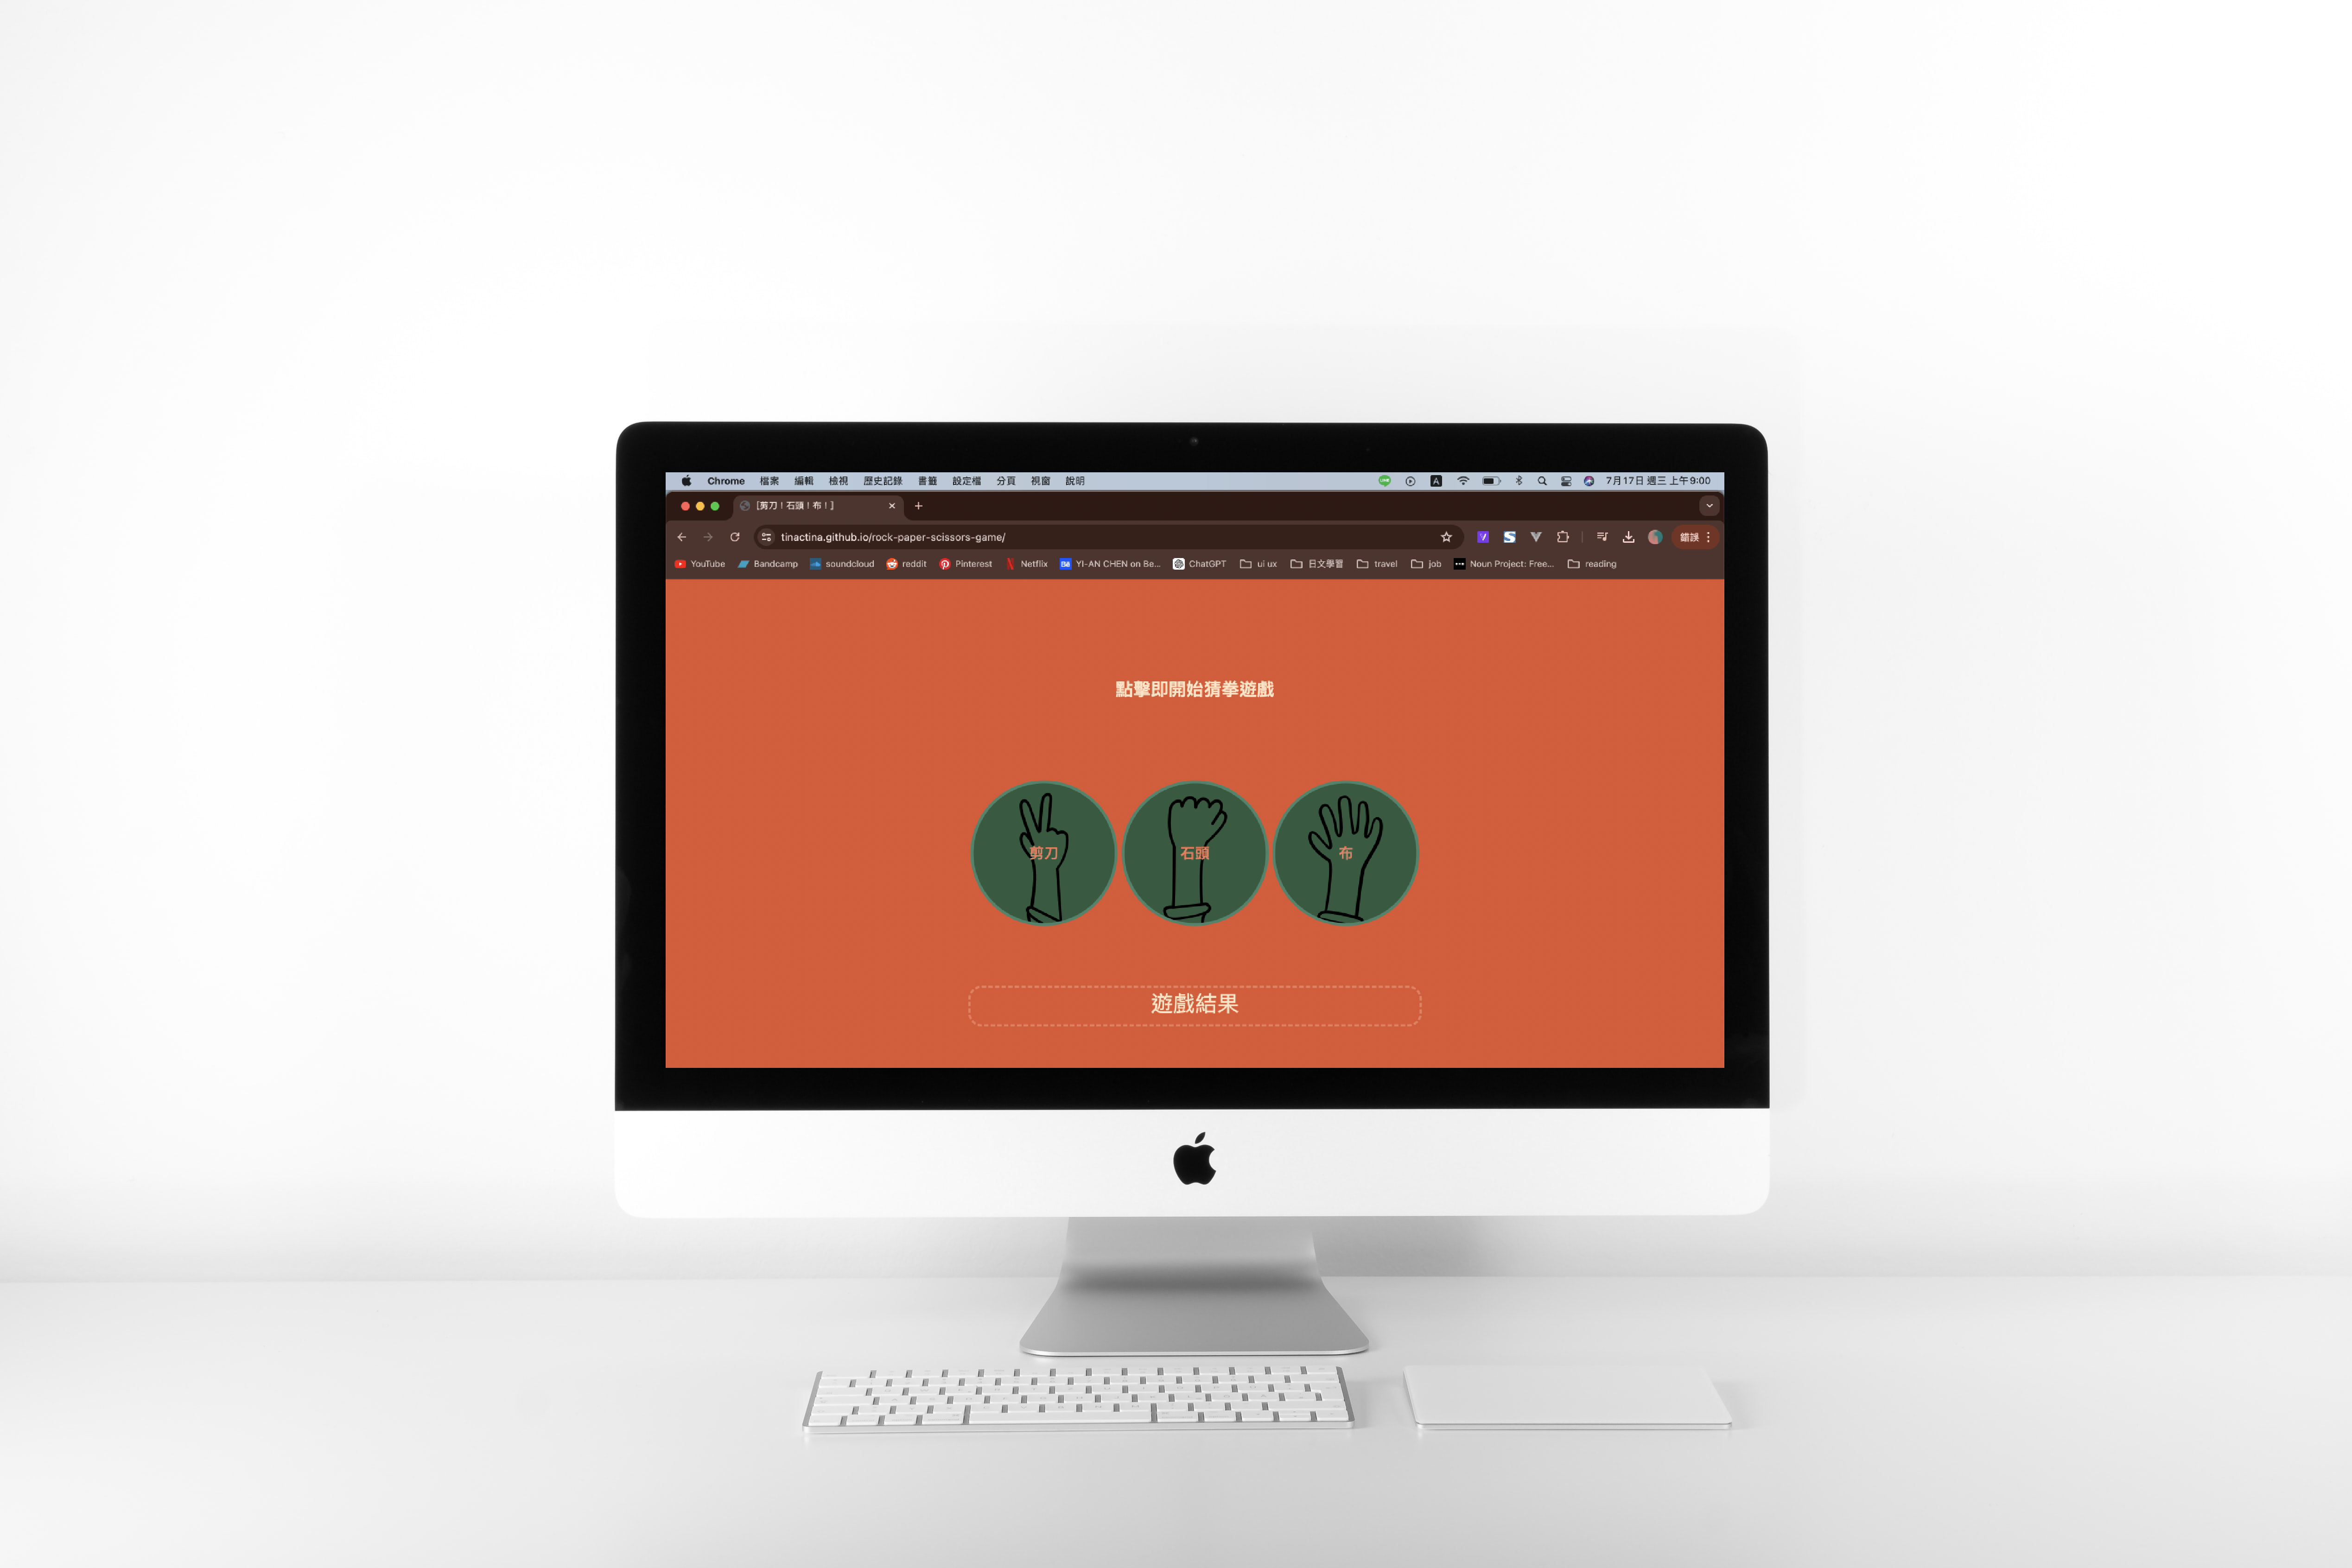 Chrome 檔案 編輯 檢視 歷史記錄 書籤 設定檔 分頁 視窗 說明 LINE A 7月17日 週三 上午9:00
[剪刀！石頭！布！]
tinactina.github.io/rock-paper-scissors-game/ 錯誤
YouTube Bandcamp soundcloud reddit Pinterest Netflix Bē YI-AN CHEN on Be... ChatGPT ui ux 日文學習 travel job Noun Project: Free... reading
點擊即開始猜拳遊戲
剪刀 石頭 布
遊戲結果